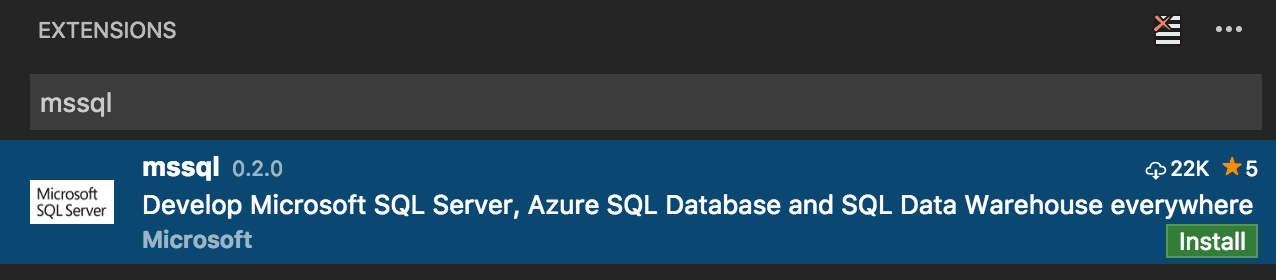 EXTENSIONS
mssql
mssql 0.2.0 22K 5
Microsoft
SQL Server
Develop Microsoft SQL Server, Azure SQL Database and SQL Data Warehouse everywhere
Microsoft Install